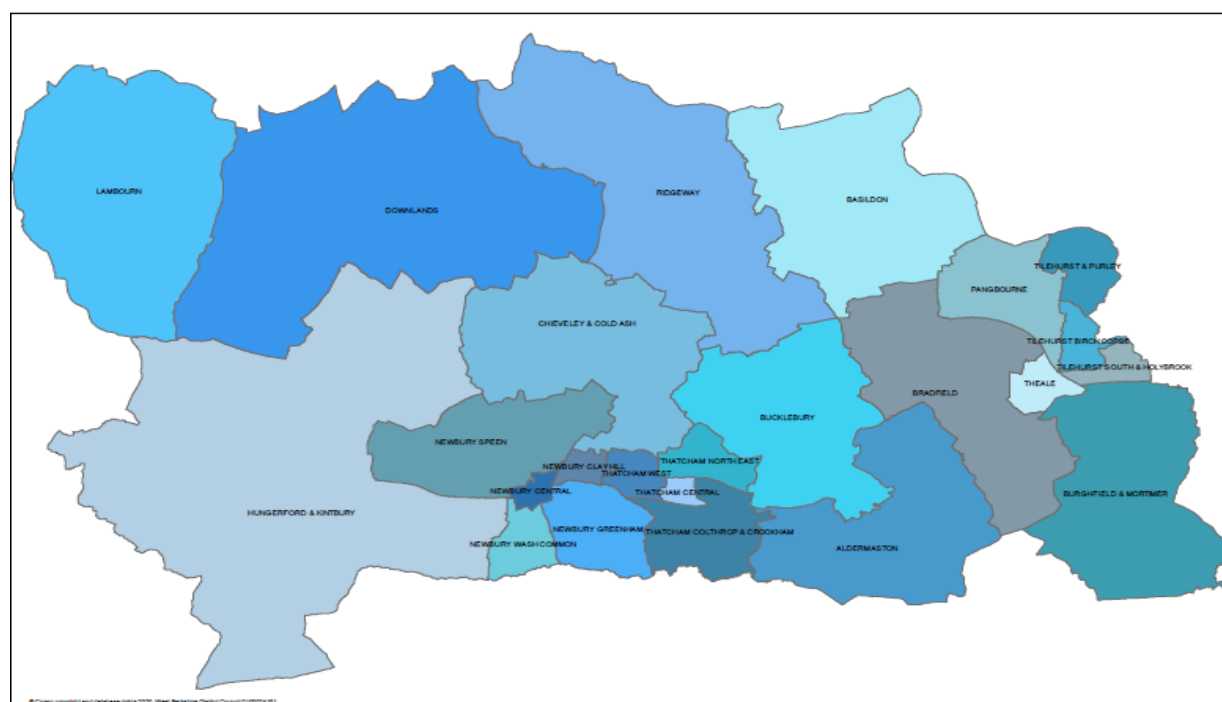 LAMBOURN
DOWNLANDS
RIDGEWAY
BASILDON
TILEHURST & PURLEY
PANGBOURNE
CHIEVELEY & COLD ASH
TILEHURST BIRCH COPSE
TILEHURST SOUTH & HOLYBROOK
THEALE
BRADFIELD
BUCKLEBURY
NEWBURY SPEEN
NEWBURY CLAY HILL
THATCHAM NORTH EAST
THATCHAM WEST
NEWBURY CENTRAL
THATCHAM CENTRAL
BURGHFIELD & MORTIMER
HUNGERFORD & KINTBURY
NEWBURY GREENHAM
THATCHAM COLTHROP & CROOKHAM
NEWBURY WASH COMMON
ALDERMASTON